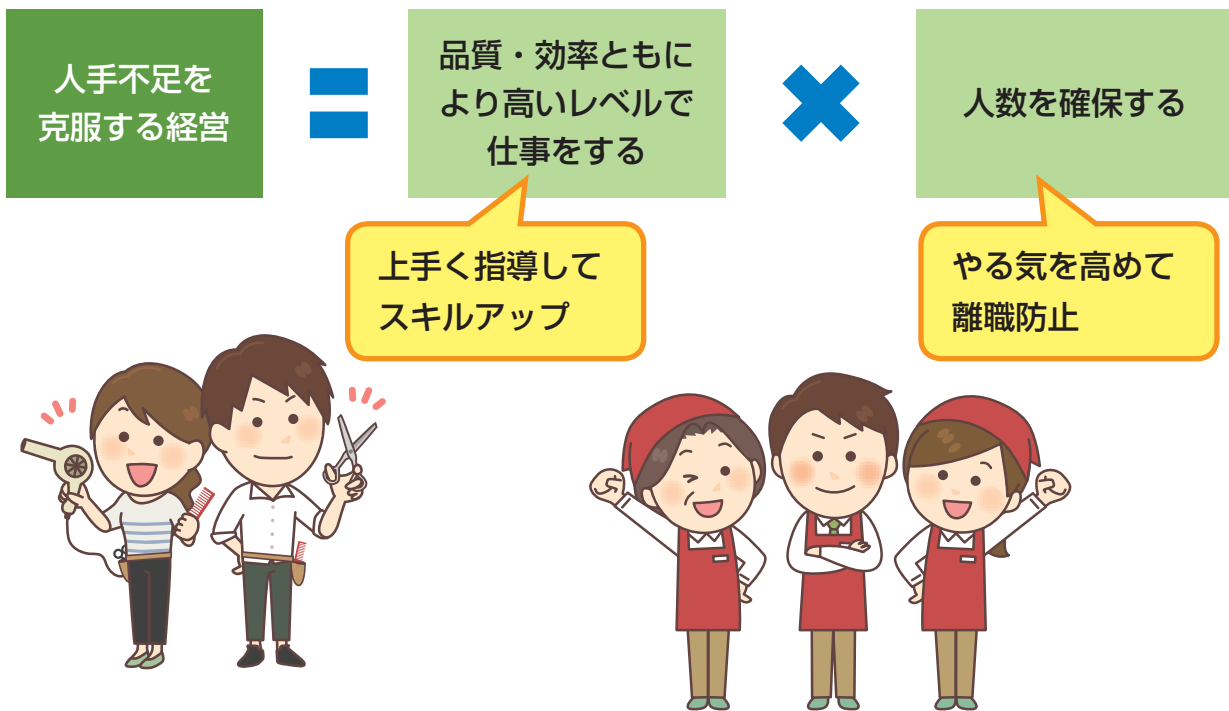 人手不足を
克服する経営
=
品質・効率ともに
より高いレベルで
仕事をする
×
人数を確保する
上手く指導して
スキルアップ
やる気を高めて
離職防止